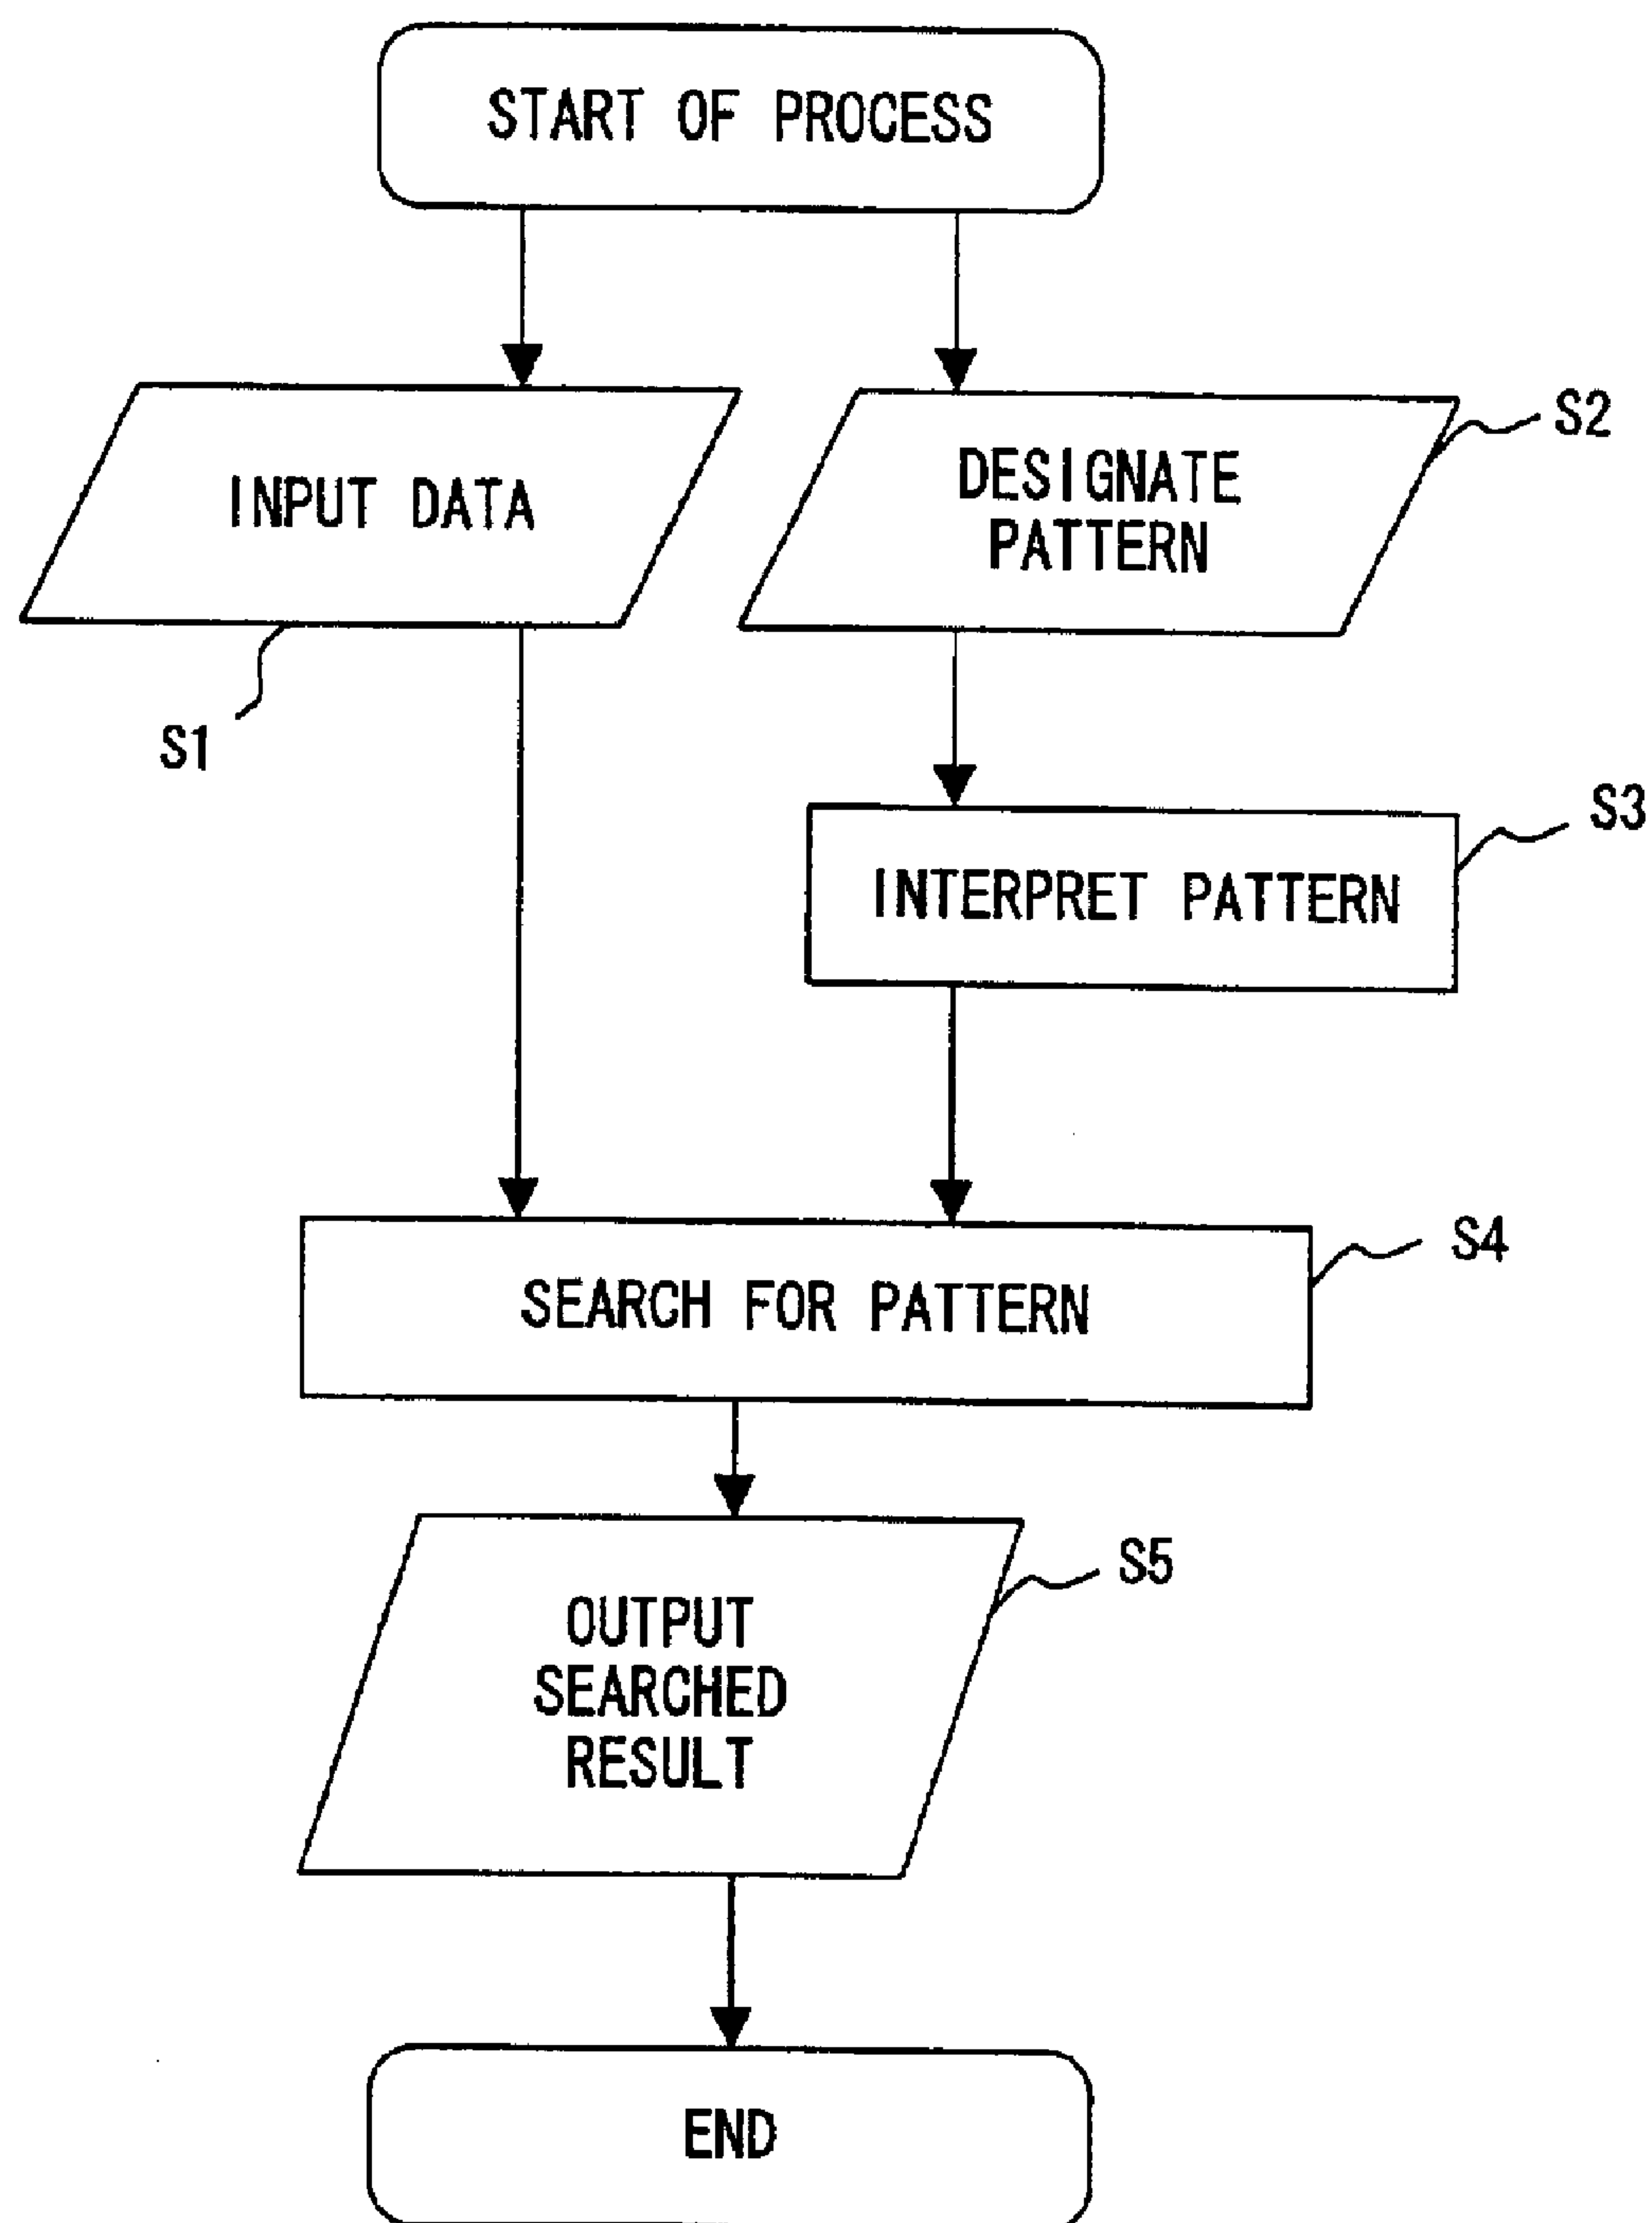 START OF PROCESS
INPUT DATA
S1
DESIGNATE
PATTERN
S2
INTERPRET PATTERN
S3
SEARCH FOR PATTERN
S4
OUTPUT
SEARCHED
RESULT
S5
END